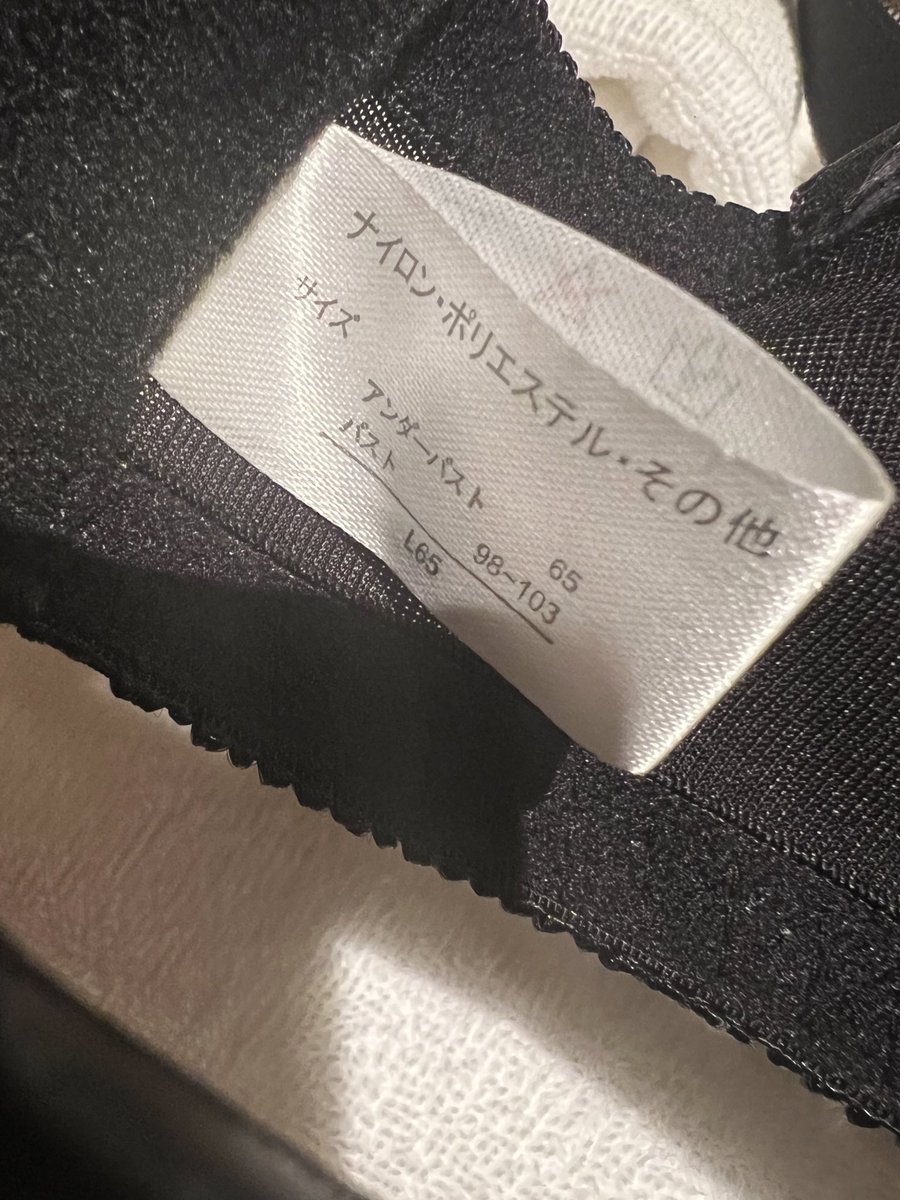 ナイロン・ポリエステル・その他
サイズ
アンダーバスト 65
バスト 98~103
L65